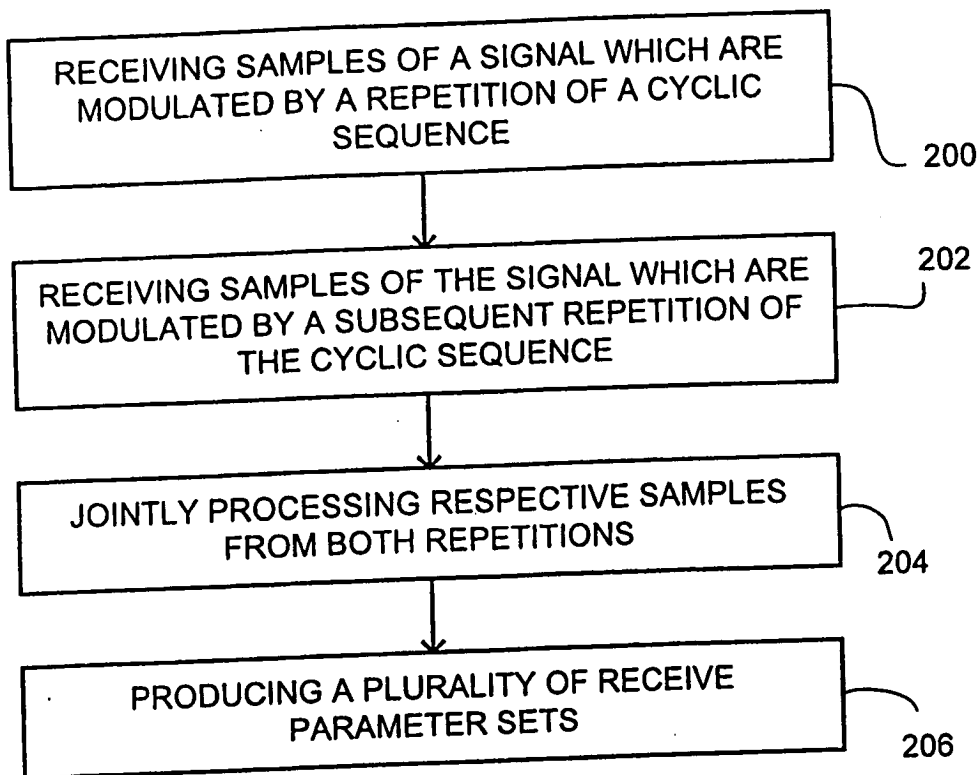 RECEIVING SAMPLES OF A SIGNAL WHICH ARE
MODULATED BY A REPETITION OF A CYCLIC
SEQUENCE
200
RECEIVING SAMPLES OF THE SIGNAL WHICH ARE
MODULATED BY A SUBSEQUENT REPETITION OF
THE CYCLIC SEQUENCE
202
JOINTLY PROCESSING RESPECTIVE SAMPLES
FROM BOTH REPETITIONS
204
PRODUCING A PLURALITY OF RECEIVE
PARAMETER SETS
206